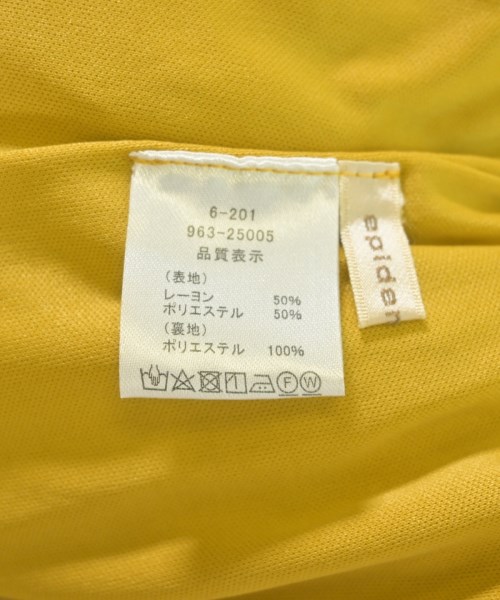 6-201
963-25005
品質表示
(表地)
レーヨン 50%
ポリエステル 50%
(裏地)
ポリエステル 100%
F W